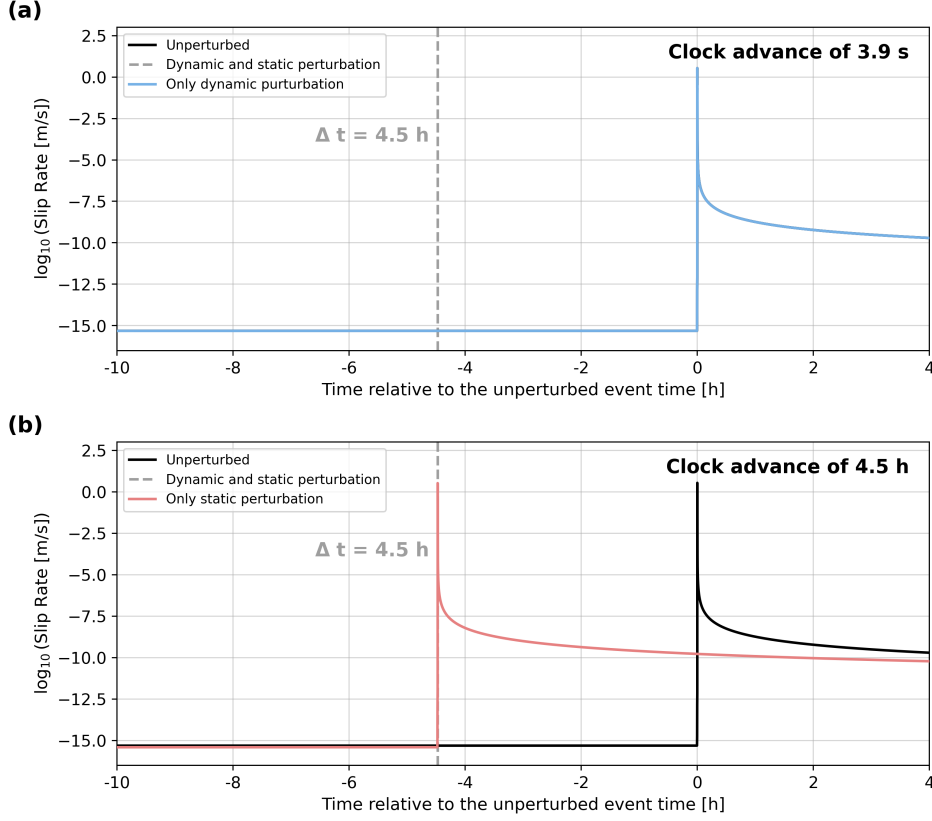 (a)
2.5
0.0
−2.5
−5.0
−7.5
−10.0
−12.5
−15.0
log10(Slip Rate [m/s])
Unperturbed
Dynamic and static perturbation
Only dynamic purturbation
Clock advance of 3.9 s
Δ t = 4.5 h
-10 -8 -6 -4 -2 0 2 4
Time relative to the unperturbed event time [h]
(b)
2.5
0.0
−2.5
−5.0
−7.5
−10.0
−12.5
−15.0
log10(Slip Rate [m/s])
Unperturbed
Dynamic and static perturbation
Only static perturbation
Clock advance of 4.5 h
Δ t = 4.5 h
-10 -8 -6 -4 -2 0 2 4
Time relative to the unperturbed event time [h]